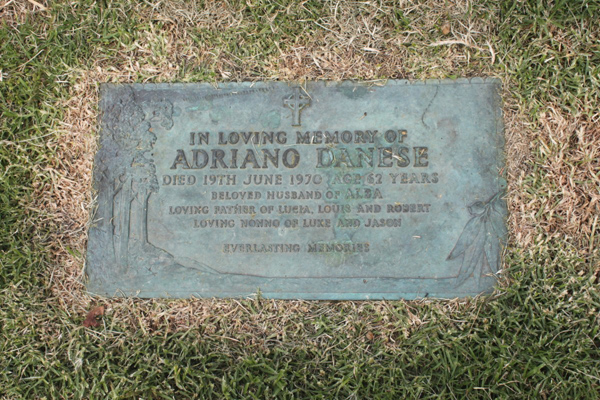 IN LOVING MEMORY OF
ADRIANO DANESE
DIED 19TH JUNE 1970 AGE 62 YEARS
BELOVED HUSBAND OF ALBA
LOVING FATHER OF LUCIA, LOUIS AND ROBERT
LOVING NONNO OF LUKE AND JASON
EVERLASTING MEMORIES